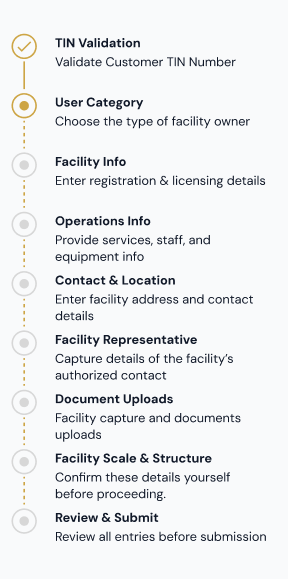 TIN Validation
Validate Customer TIN Number
User Category
Choose the type of facility owner
Facility Info
Enter registration & licensing details
Operations Info
Provide services, staff, and
equipment info
Contact & Location
Enter facility address and contact
details
Facility Representative
Capture details of the facility’s
authorized contact
Document Uploads
Facility capture and documents
uploads
Facility Scale & Structure
Confirm these details yourself
before proceeding.
Review & Submit
Review all entries before submission